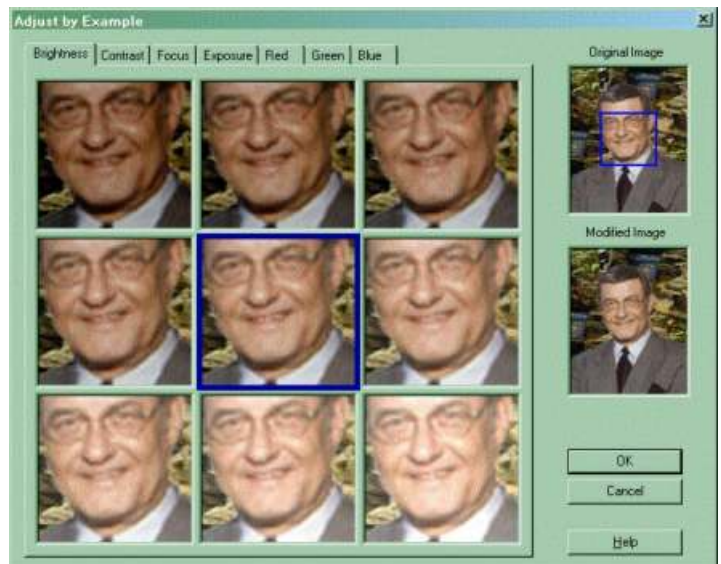 Adjust by Example
Brightness Contrast Focus Exposure Red Green Blue
Original Image
Modified Image
OK
Cancel
Help